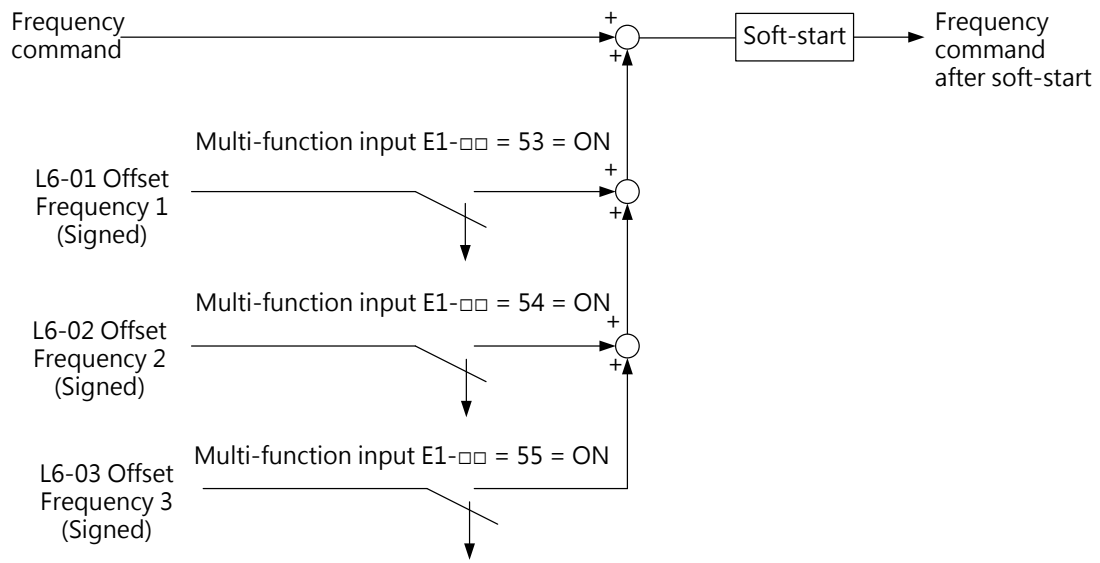 Frequency
command
+
+
Soft-start
Frequency
command
after soft-start
Multi-function input E1-□□ = 53 = ON
L6-01 Offset
Frequency 1
(Signed)
+
+
Multi-function input E1-□□ = 54 = ON
L6-02 Offset
Frequency 2
(Signed)
+
+
Multi-function input E1-□□ = 55 = ON
L6-03 Offset
Frequency 3
(Signed)